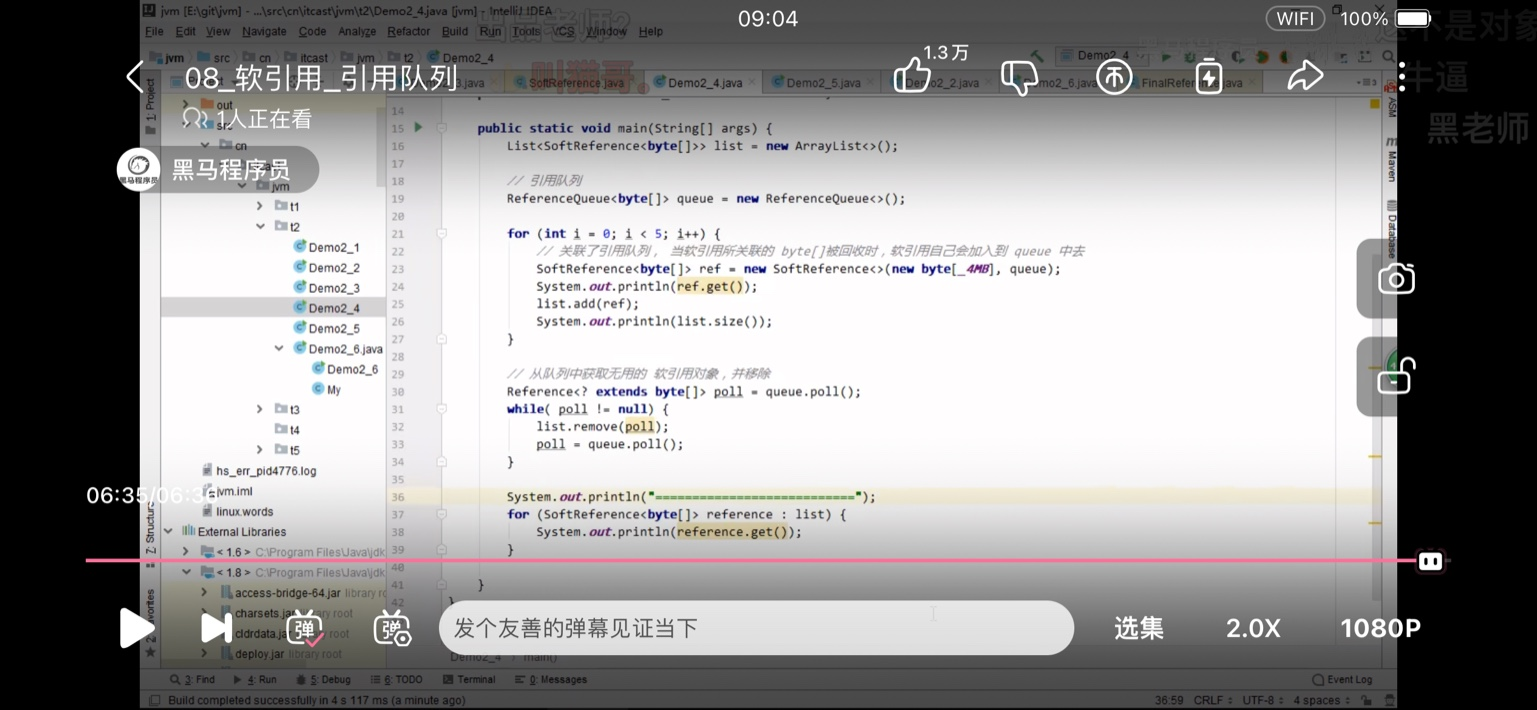 jvm [E:\git\jvm] - ...\src\cn\itcast\jvm\t2\Demo2_4.java [jvm] - IntelliJ IDEA
09:04
WIFI 100%
File Edit View Navigate Code Analyze Refactor Build Run Tools VCS Window Help
jvm src cn itcast jvm t2 Demo2_4
Demo2_4
1.3万
08_软引用_引用队列
叫猫哥。
SoftReference.java Demo2_4.java Demo2_5.java Demo2_2.java Demo2_6.java FinalReference.java
牛逼
黑老师
1人正在看
黑马程序员
1: Project
out
src
cn
jvm
t1
t2
Demo2_1
Demo2_2
Demo2_3
Demo2_4
Demo2_5
Demo2_6.java
Demo2_6
My
t3
t4
t5
hs_err_pid4776.log
jvm.iml
linux.words
External Libraries
< 1.6 > C:\Program Files\Java\jdk
< 1.8 > C:\Program Files\Java\jdk
access-bridge-64.jar library ro
charsets.jar library root
cldrdata.jar library root
deploy.jar library root
14
15 public static void main(String[] args) {
16 List<SoftReference<byte[]>> list = new ArrayList<>();
17
18 // 引用队列
19 ReferenceQueue<byte[]> queue = new ReferenceQueue<>();
20
21 for (int i = 0; i < 5; i++) {
22 // 关联了引用队列， 当软引用所关联的 byte[]被回收时，软引用自己会加入到 queue 中去
23 SoftReference<byte[]> ref = new SoftReference<>(new byte[_4MB], queue);
24 System.out.println(ref.get());
25 list.add(ref);
26 System.out.println(list.size());
27 }
28
29 // 从队列中获取无用的 软引用对象，并移除
30 Reference<? extends byte[]> poll = queue.poll();
31 while( poll != null) {
32 list.remove(poll);
33 poll = queue.poll();
34 }
35
36 System.out.println("===========================");
37 for (SoftReference<byte[]> reference : list) {
38 System.out.println(reference.get());
39 }
40
41 }
42 }
ASM
Maven
Database
06:35/06:36
Z: Structure
2: Favorites
弹
弹
发个友善的弹幕见证当下
选集
2.0X
1080P
Demo2_4 main()
3: Find 4: Run 5: Debug 6: TODO Terminal 0: Messages Event Log
Build completed successfully in 4 s 117 ms (a minute ago) 36:59 CRLF UTF-8 4 spaces